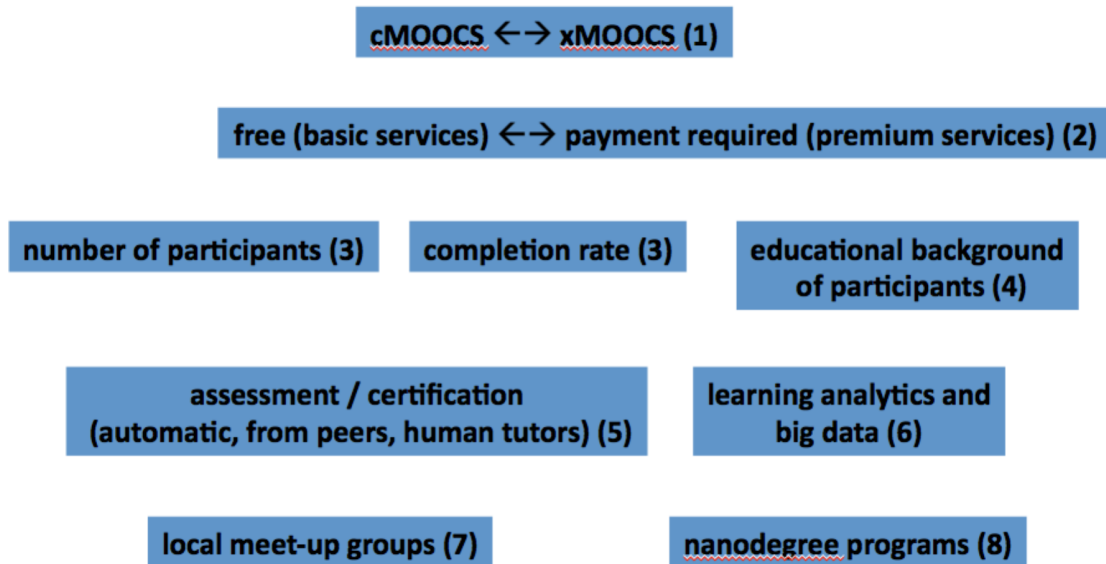 cMOOCS ←→ xMOOCS (1)
free (basic services) ←→ payment required (premium services) (2)
number of participants (3)
completion rate (3)
educational background
of participants (4)
assessment / certification
(automatic, from peers, human tutors) (5)
learning analytics and
big data (6)
local meet-up groups (7)
nanodegree programs (8)